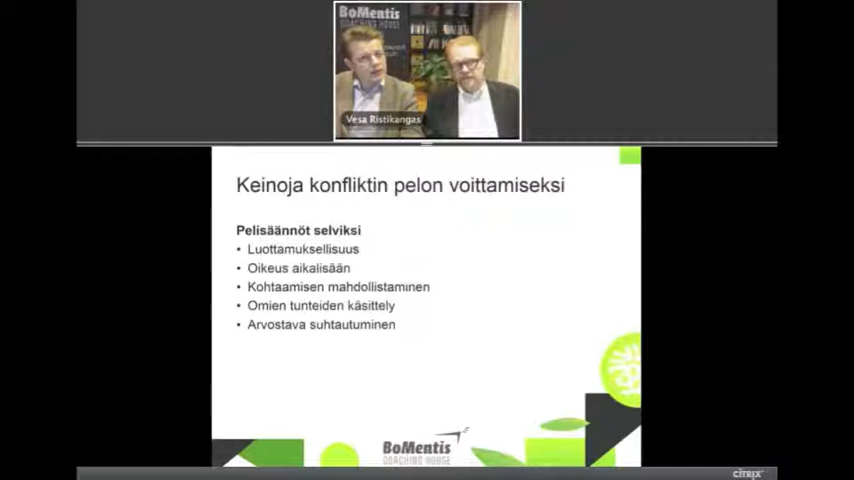 BoMentis
COACHING HOUSE
Vesa Ristikangas
Keinoja konfliktin pelon voittamiseksi
Pelisäännöt selviksi
• Luottamuksellisuus
• Oikeus aikalisään
• Kohtaamisen mahdollistaminen
• Omien tunteiden käsittely
• Arvostava suhtautuminen
BoMentis
COACHING HOUSE
CITRIX